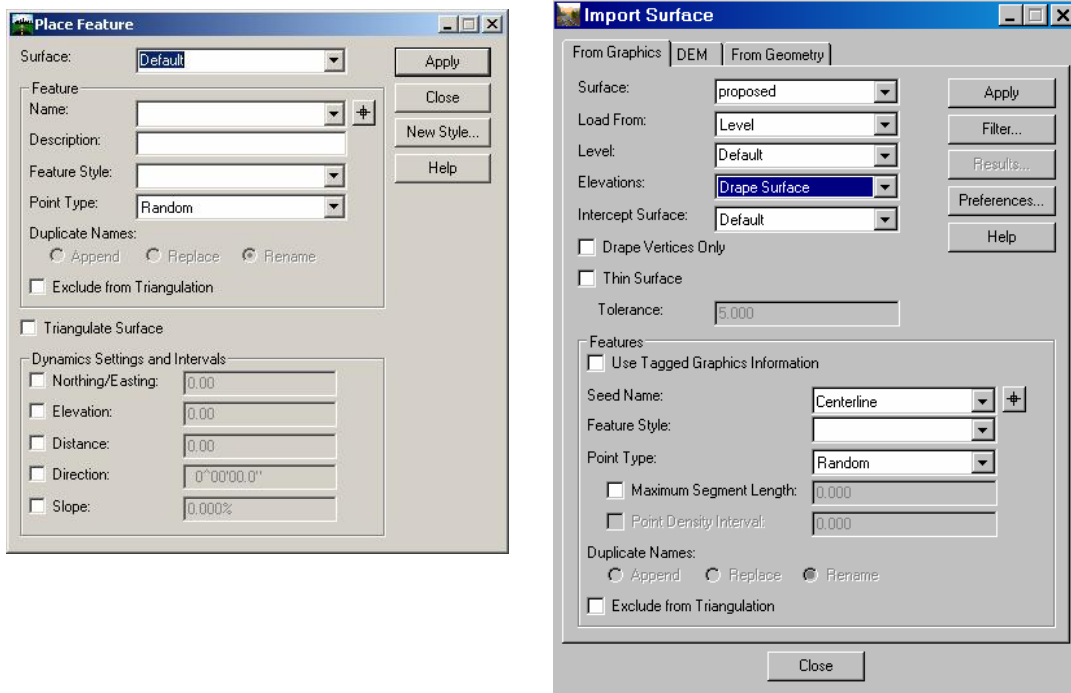 Place Feature
Surface: Default
Apply
Feature
Close
Name:
New Style...
Description:
Help
Feature Style:
Point Type: Random
Duplicate Names:
Append Replace Rename
Exclude from Triangulation
Triangulate Surface
Dynamics Settings and Intervals
Northing/Easting: 0.00
Elevation: 0.00
Distance: 0.00
Direction: 0^00'00.0"
Slope: 0.000%
Import Surface
From Graphics DEM From Geometry
Surface: proposed
Apply
Load From: Level
Filter...
Level: Default
Results...
Elevations: Drape Surface
Preferences...
Intercept Surface: Default
Help
Drape Vertices Only
Thin Surface
Tolerance: 5.000
Features
Use Tagged Graphics Information
Seed Name: Centerline
Feature Style:
Point Type: Random
Maximum Segment Length: 0.000
Point Density Interval: 0.000
Duplicate Names:
Append Replace Rename
Exclude from Triangulation
Close